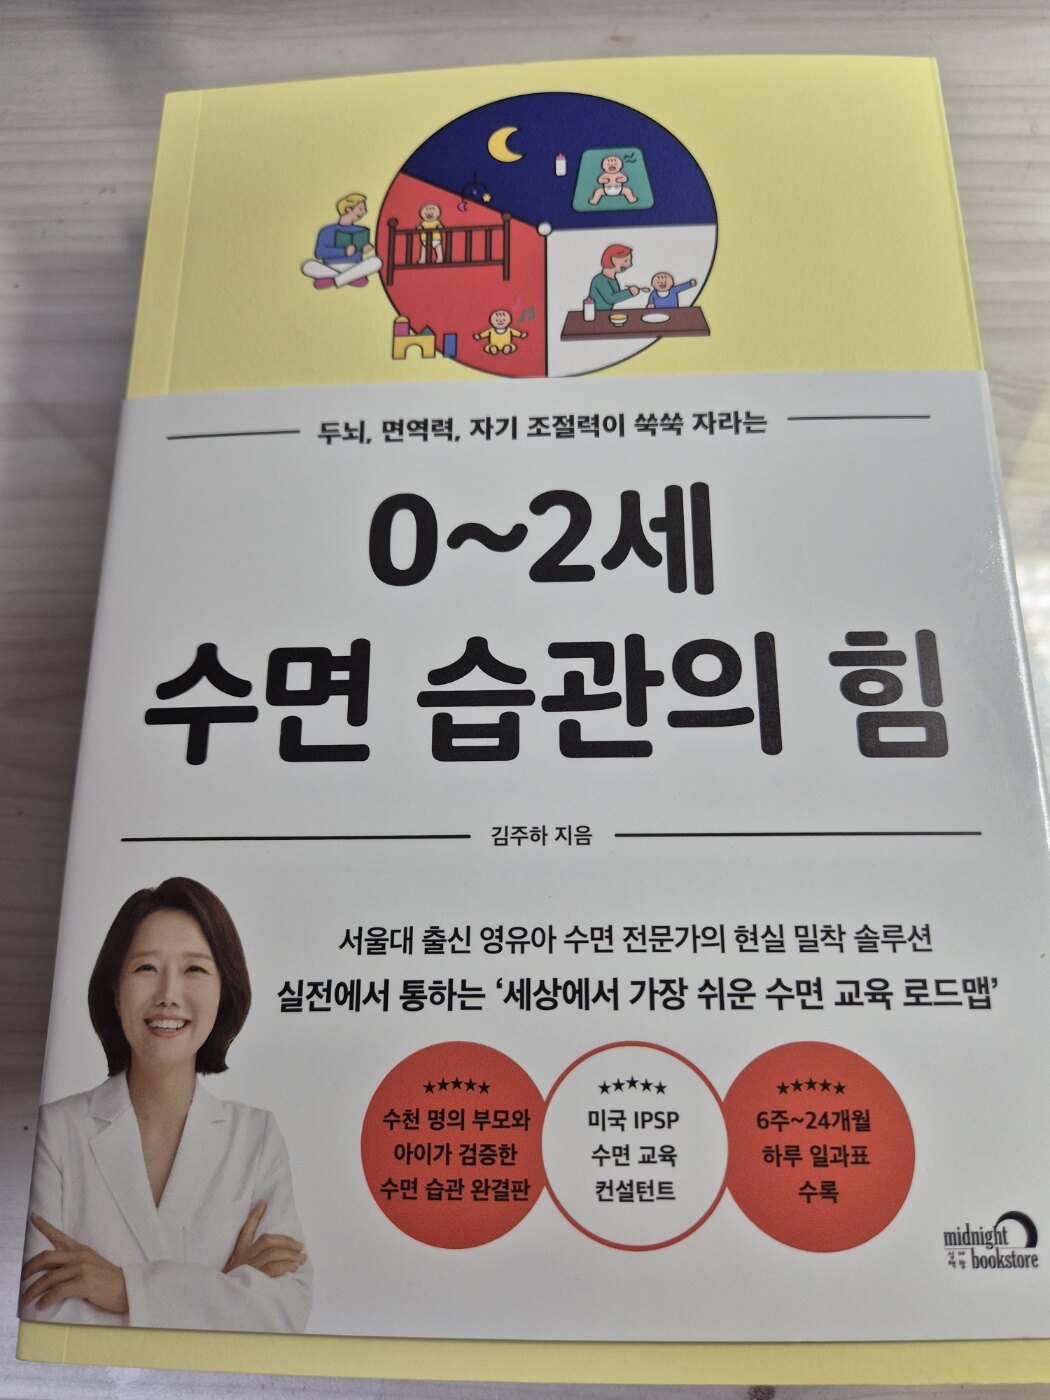 두뇌, 면역력, 자기 조절력이 쑥쑥 자라는
0~2세
수면 습관의 힘
김주하 지음
서울대 출신 영유아 수면 전문가의 현실 밀착 솔루션
실전에서 통하는 ‘세상에서 가장 쉬운 수면 교육 로드맵’
★★★★★
수천 명의 부모와
아이가 검증한
수면 습관 완결판
★★★★★
미국 IPSP
수면 교육
컨설턴트
★★★★★
6주~24개월
하루 일과표
수록
midnight
심야
책방
bookstore